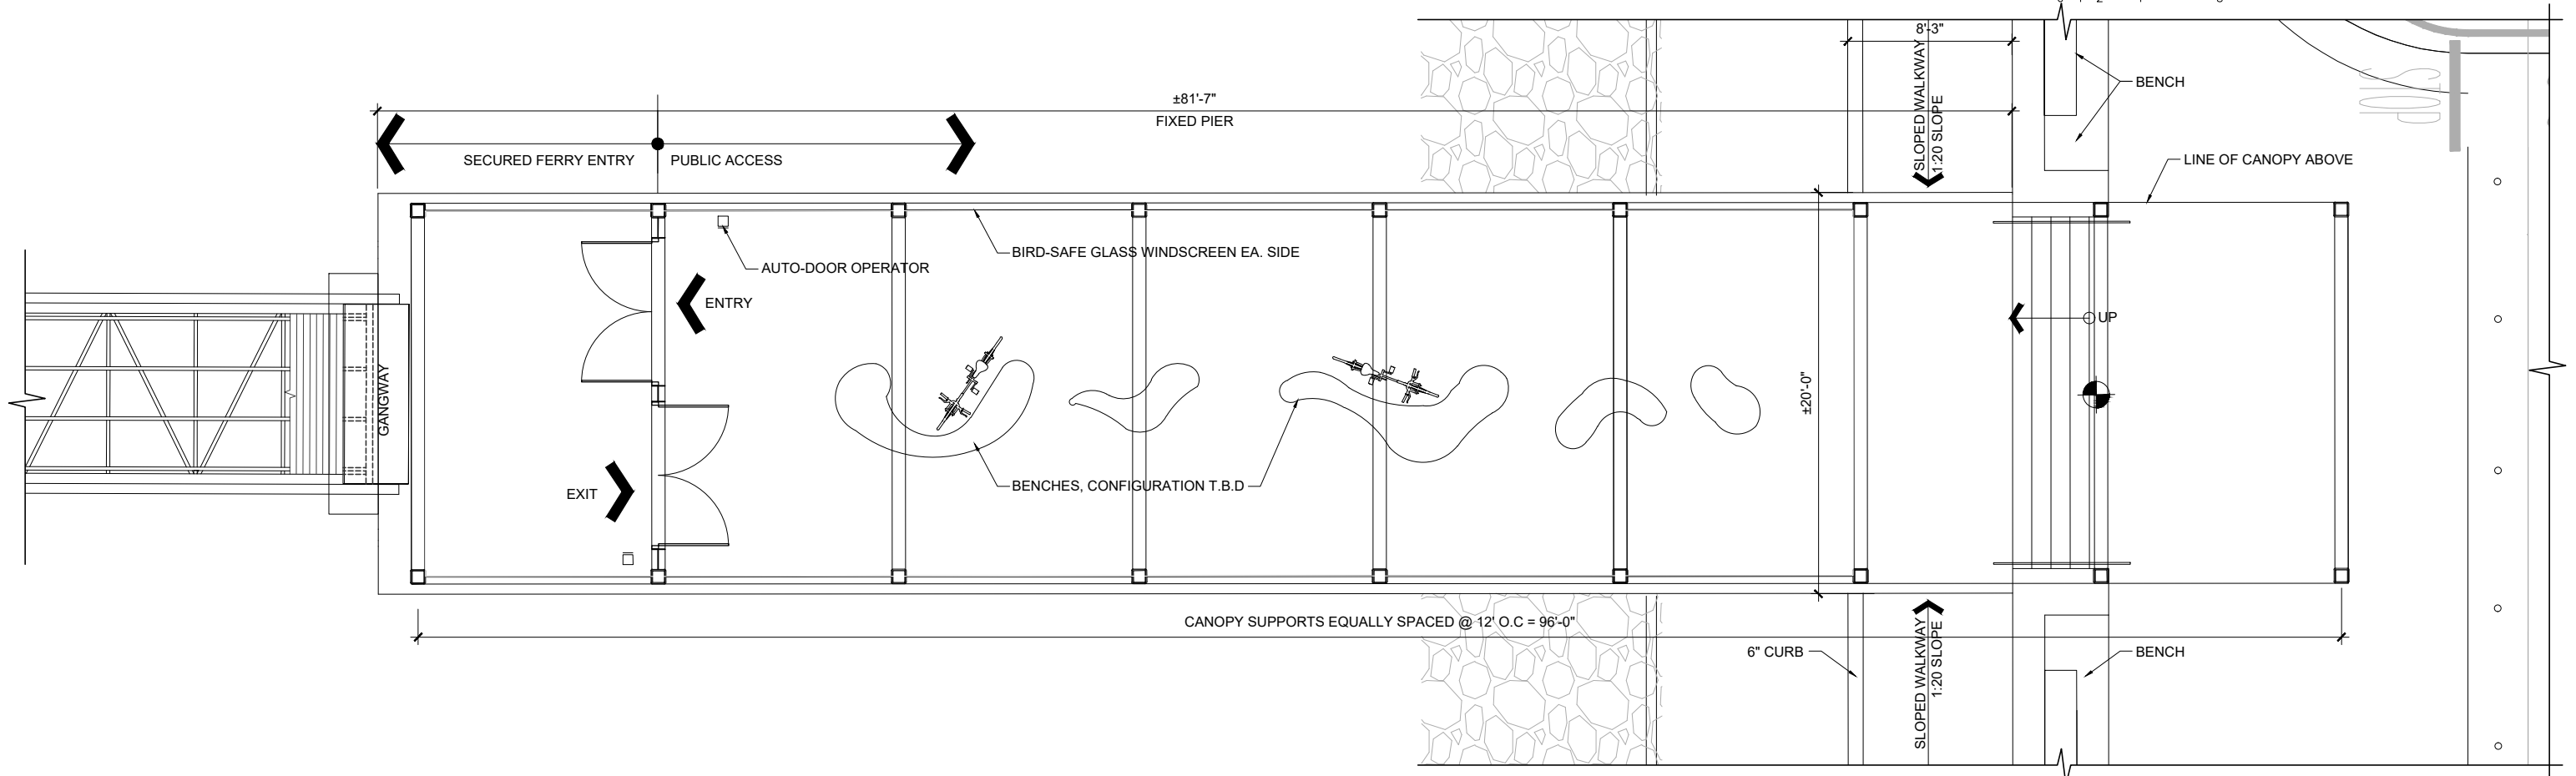 8'-3"
SLOPED WALKWAY
1:20 SLOPE
BENCH
STOP
±81'-7"
FIXED PIER
SECURED FERRY ENTRY
PUBLIC ACCESS
LINE OF CANOPY ABOVE
BIRD-SAFE GLASS WINDSCREEN EA. SIDE
AUTO-DOOR OPERATOR
ENTRY
UP
GANGWAY
±20'-0"
EXIT
BENCHES, CONFIGURATION T.B.D
CANOPY SUPPORTS EQUALLY SPACED @ 12' O.C = 96'-0"
6" CURB
SLOPED WALKWAY
1:20 SLOPE
BENCH